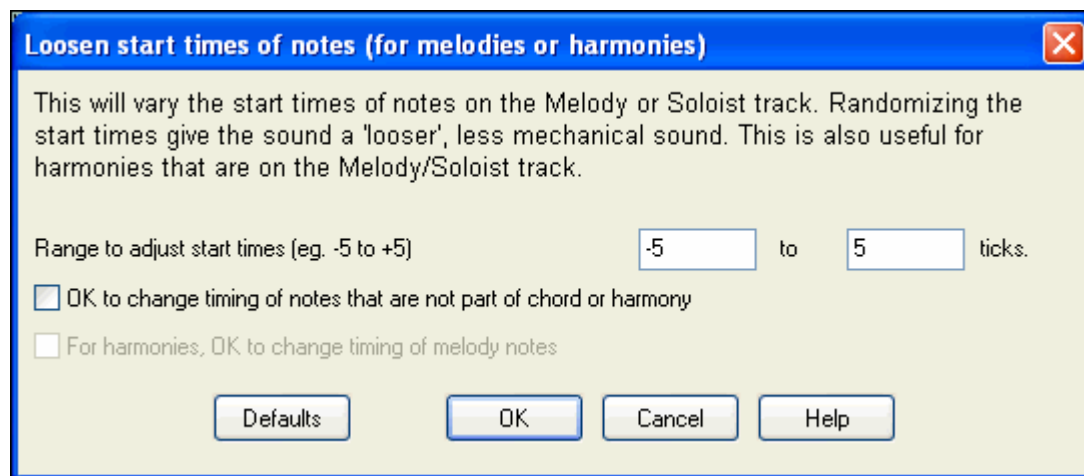 Loosen start times of notes (for melodies or harmonies)
This will vary the start times of notes on the Melody or Soloist track. Randomizing the
start times give the sound a 'looser', less mechanical sound. This is also useful for
harmonies that are on the Melody/Soloist track.
Range to adjust start times (eg. -5 to +5) -5 to 5 ticks.
OK to change timing of notes that are not part of chord or harmony
For harmonies, OK to change timing of melody notes
Defaults OK Cancel Help